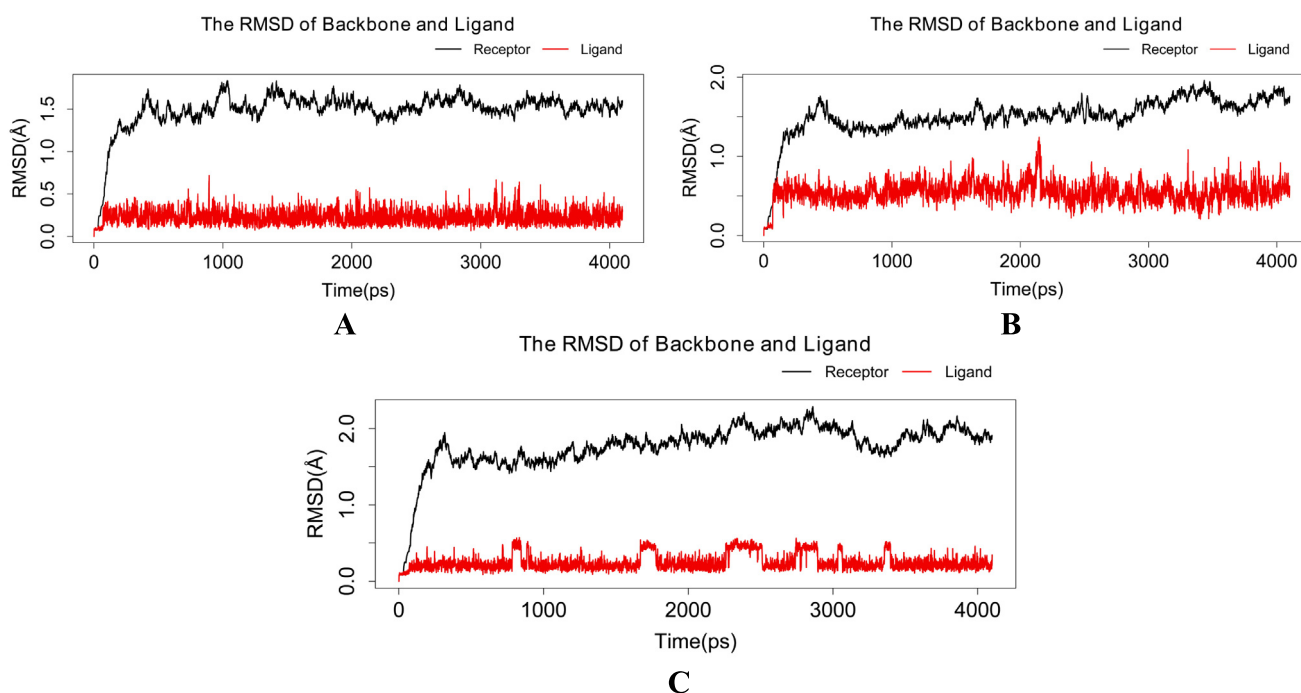 The RMSD of Backbone and Ligand
Receptor Ligand
RMSD(Å)
1.5
0.5
0.0
0 1000 2000 3000 4000
Time(ps)
A
The RMSD of Backbone and Ligand
Receptor Ligand
RMSD(Å)
2.0
1.0
0.0
0 1000 2000 3000 4000
Time(ps)
B
The RMSD of Backbone and Ligand
Receptor Ligand
RMSD(Å)
2.0
1.0
0.0
0 1000 2000 3000 4000
Time(ps)
C